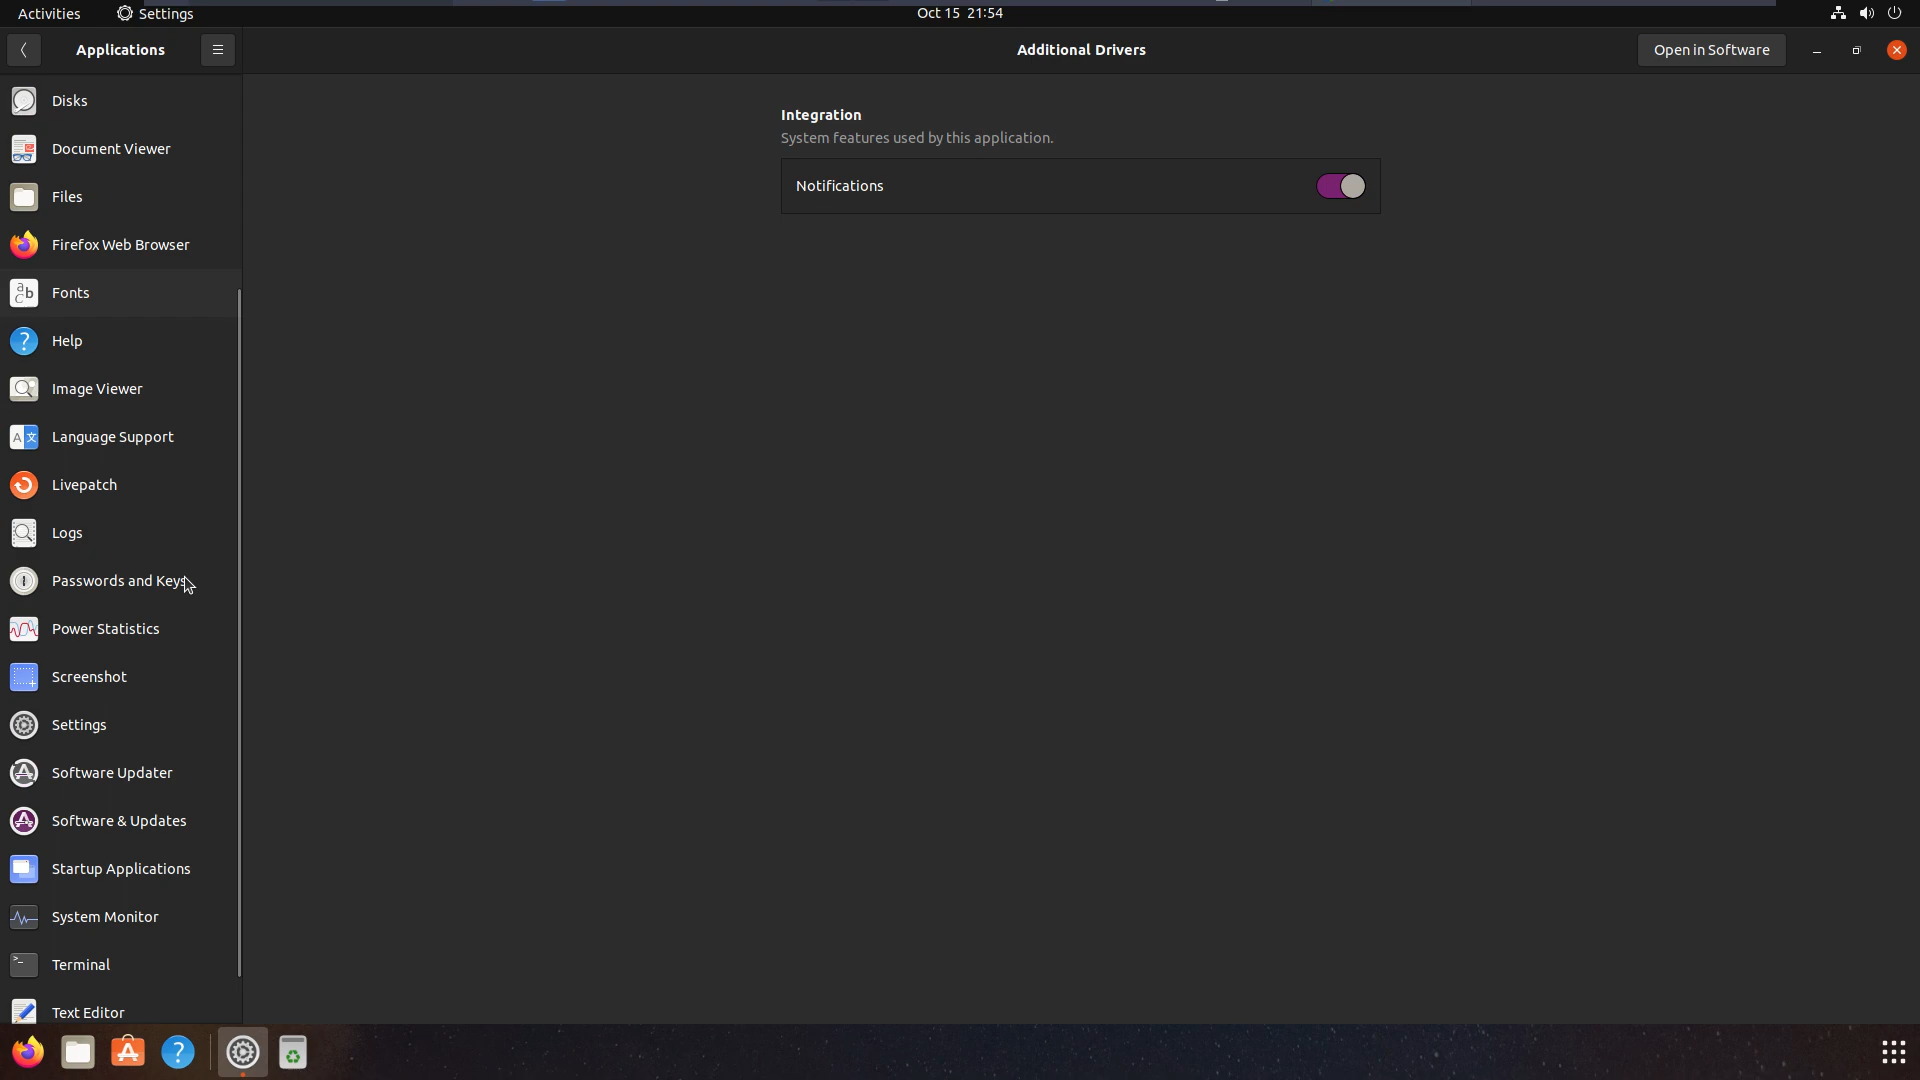 Activities
Settings
Oct 15 21:54
Applications
Additional Drivers
Open in Software
Disks
Document Viewer
Files
Firefox Web Browser
Fonts
Help
Image Viewer
Language Support
Livepatch
Logs
Passwords and Keys
Power Statistics
Screenshot
Settings
Software Updater
Software & Updates
Startup Applications
System Monitor
Terminal
Text Editor
Integration
System features used by this application.
Notifications